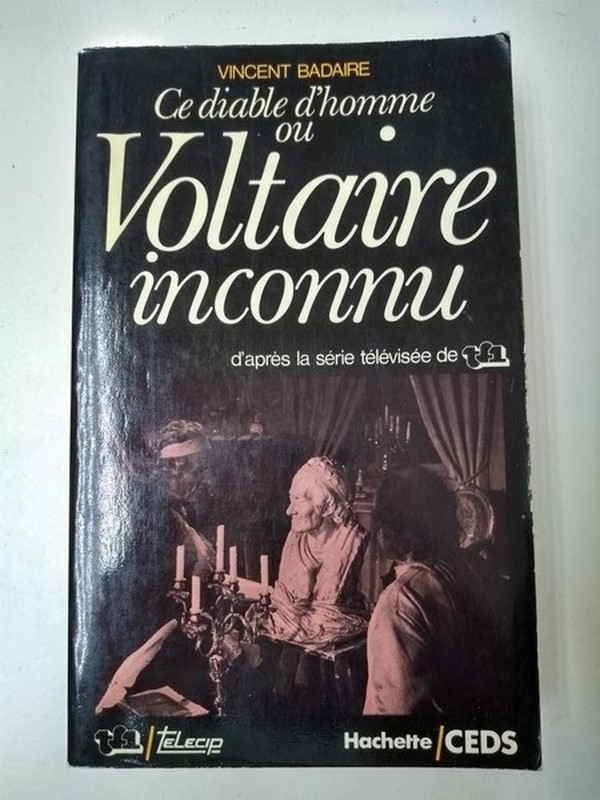 VINCENT BADAIRE
Ce diable d'homme
ou
Voltaire
inconnu
d'après la série télévisée de tf1
tf1/TELECIP
Hachette/CEDS